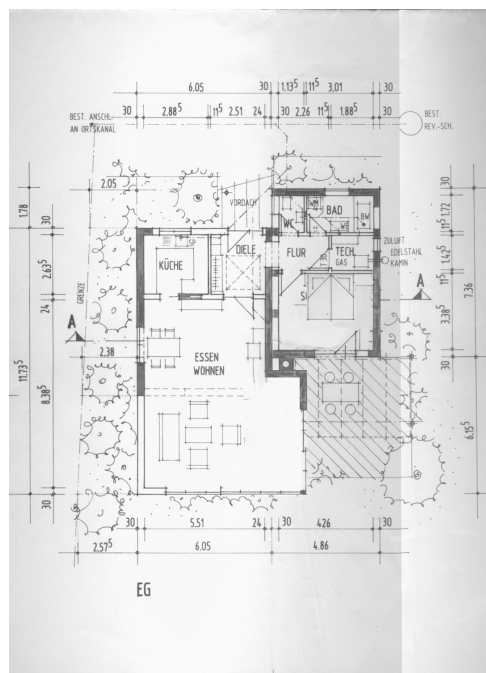 6.05 30 1.13⁵ 11⁵ 3.01 30
30 2.88⁵ 11⁵ 2.51 24 30 2.26 11⁵ 1.88⁵ 30
BEST. ANSCHL.
AN ORTSKANAL
BEST.
REV.-SCH.
2.05
VORDACH
1.78
30
WC
WM
BAD
BW
30
1.72
11⁵
DIELE
FLUR
TECH.
GAS
ZULUFT
EDELSTAHL
KAMIN
KÜCHE
2.63
1.42⁵
11⁵
7.36
GRENZE
24
A
A
3.38⁵
2.38
30
ESSEN
WOHNEN
11.73⁵
8.38⁵
6.15⁵
30
30 5.51 24 30 4.26 30
2.57⁵ 6.05 4.86
EG